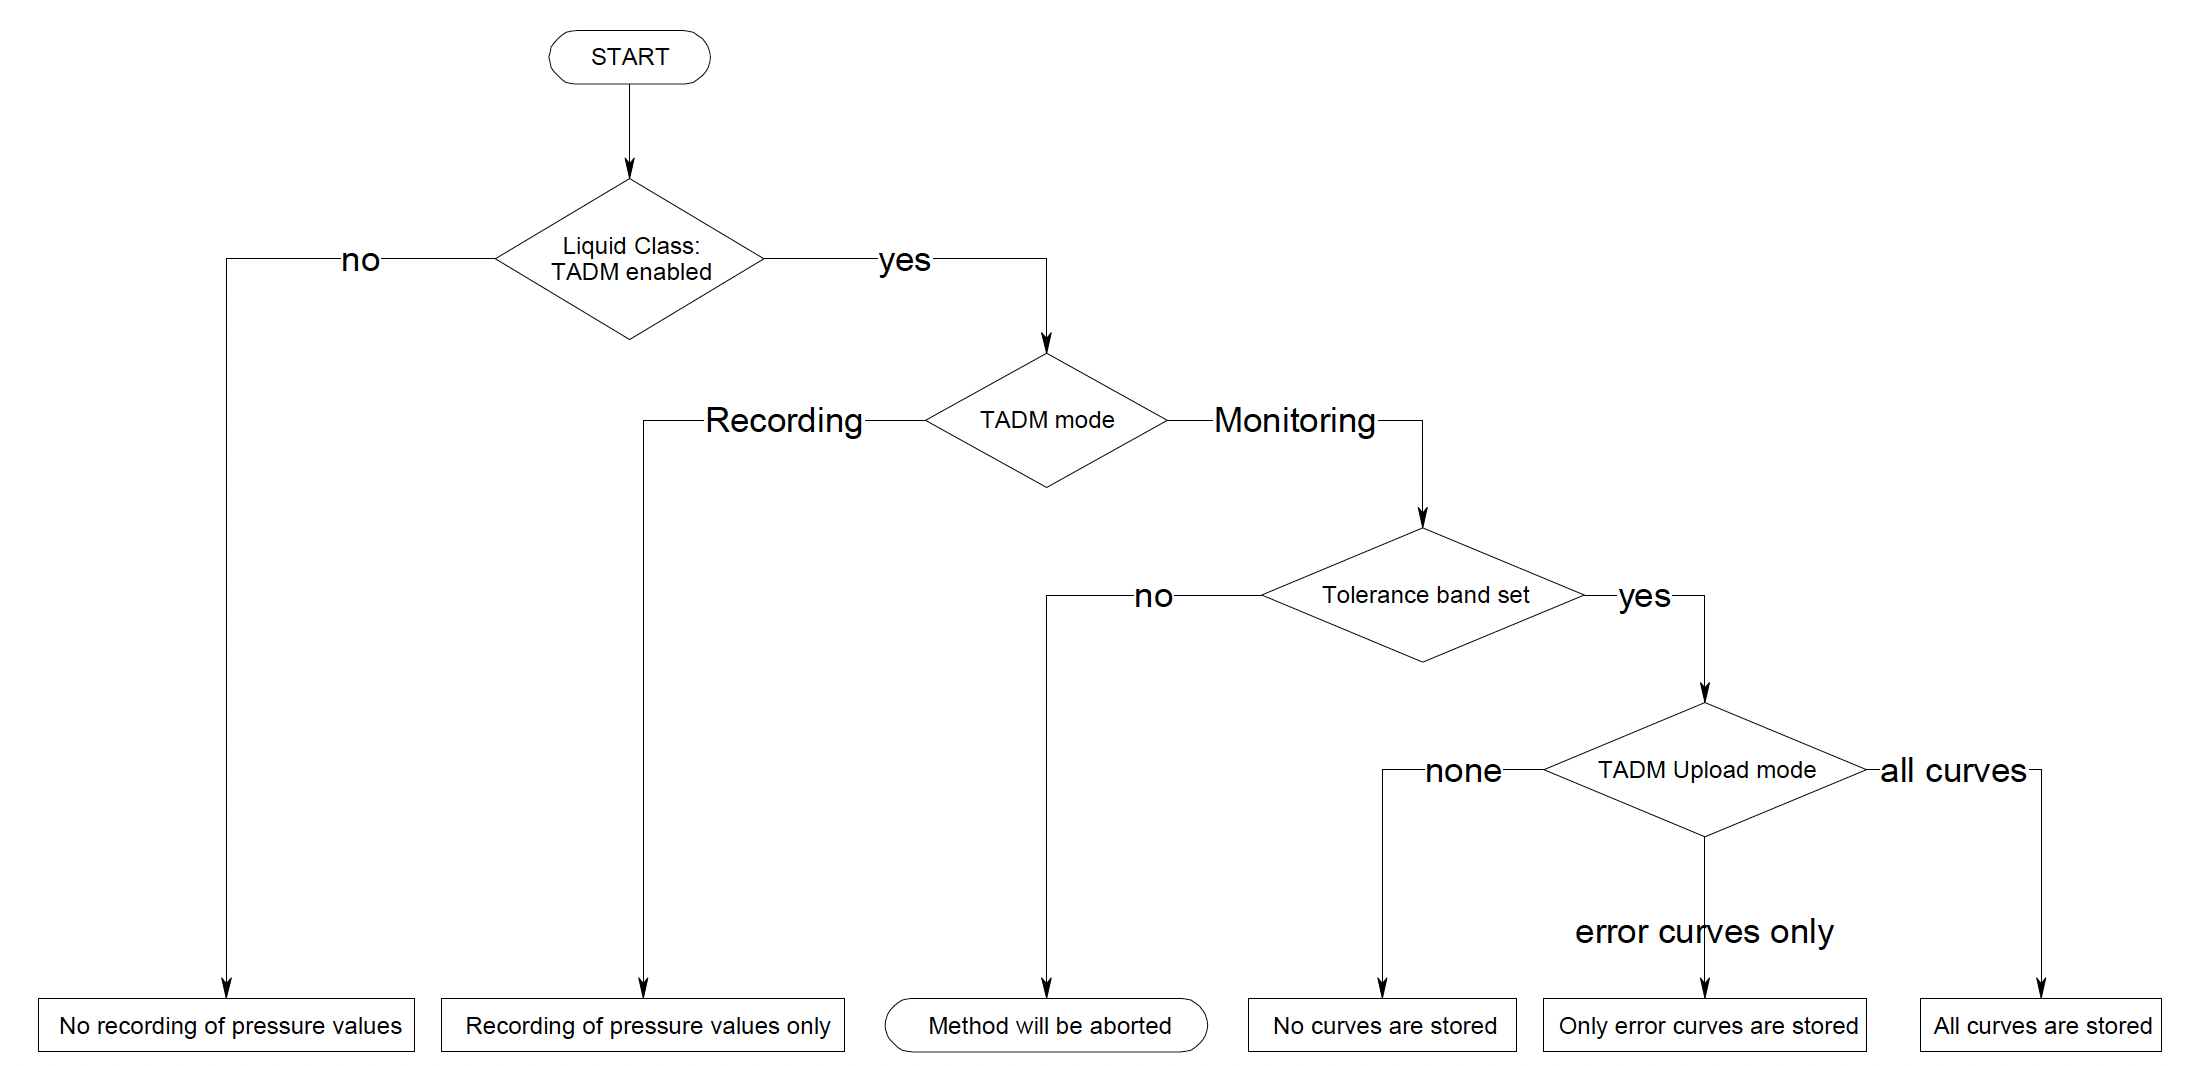 START
Liquid Class:
TADM enabled
no
yes
TADM mode
Recording
Monitoring
Tolerance band set
no
yes
TADM Upload mode
none
all curves
error curves only
No recording of pressure values
Recording of pressure values only
Method will be aborted
No curves are stored
Only error curves are stored
All curves are stored